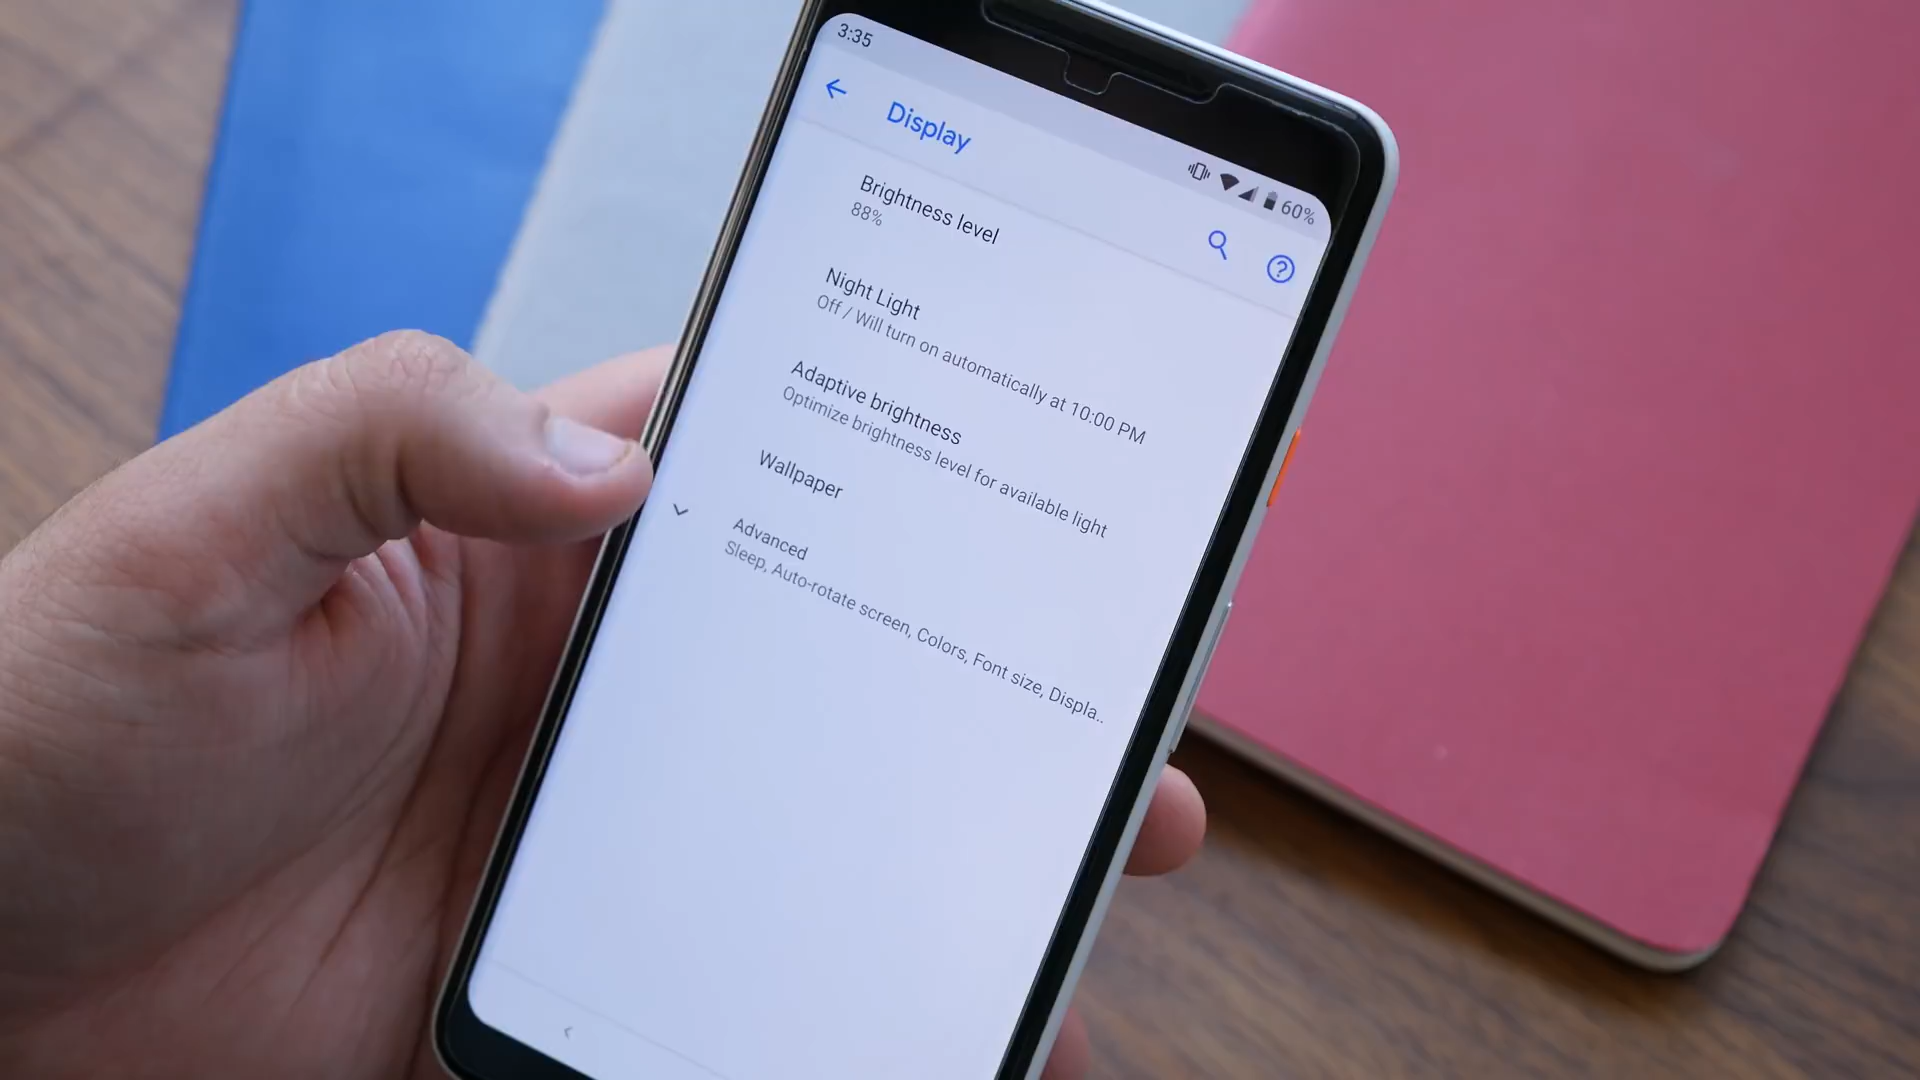 3:35
60%
Display
Brightness level
88%
Night Light
Off / Will turn on automatically at 10:00 PM
Adaptive brightness
Optimize brightness level for available light
Wallpaper
Advanced
Sleep, Auto-rotate screen, Colors, Font size, Displa..